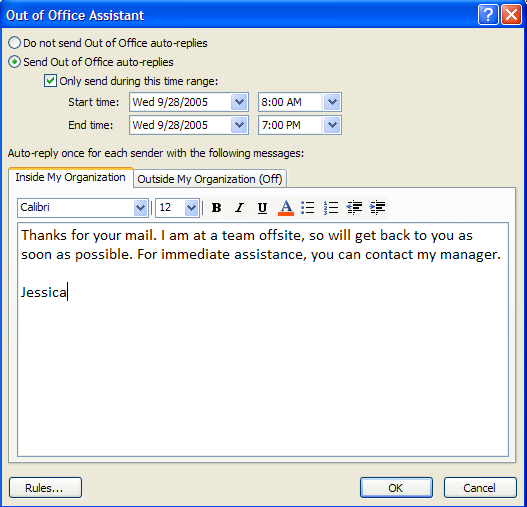 Out of Office Assistant
Do not send Out of Office auto-replies
Send Out of Office auto-replies
Only send during this time range:
Start time: Wed 9/28/2005 8:00 AM
End time: Wed 9/28/2005 7:00 PM
Auto-reply once for each sender with the following messages:
Inside My Organization Outside My Organization (Off)
Calibri 12 B I U A
Thanks for your mail. I am at a team offsite, so will get back to you as
soon as possible. For immediate assistance, you can contact my manager.
Jessica
Rules... OK Cancel